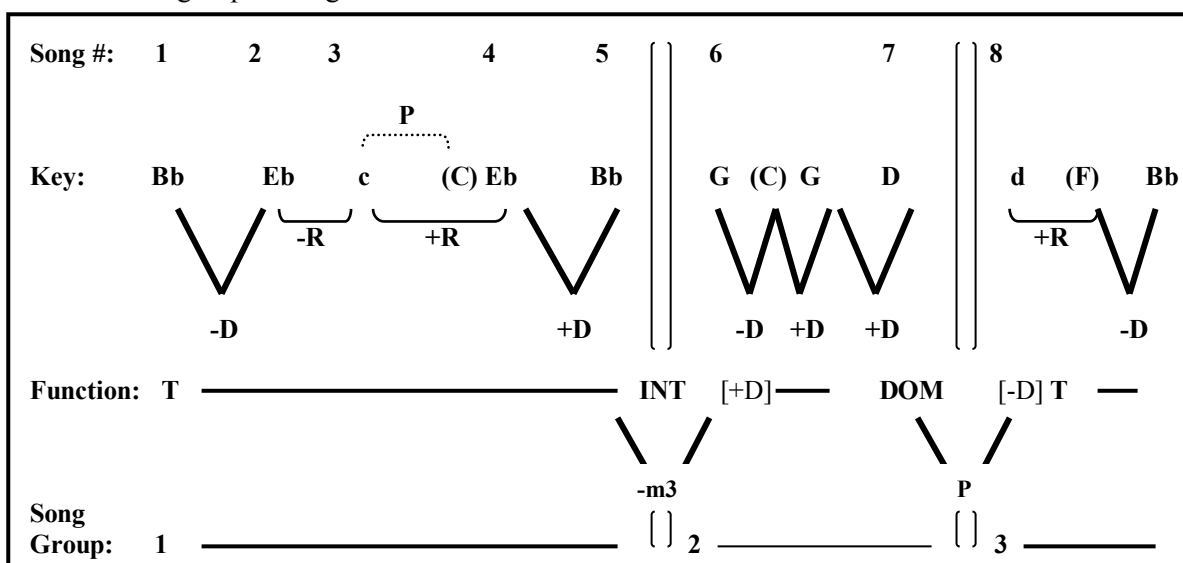 Song #: 1 2 3 4 5 6 7 8
P
Key: Bb Eb c (C) Eb Bb G (C) G D d (F) Bb
-R +R +R
-D +D -D +D +D -D
Function: T INT [+D] DOM [-D] T
-m3 P
Song
Group: 1 2 3